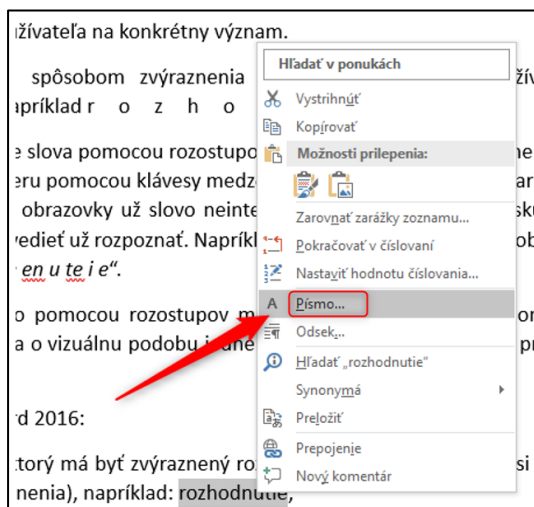 užívateľa na konkrétny význam.
Hľadať v ponukách
spôsobom zvýraznenia
Vystrihnúť
napríklad r o z h o
Kopírovať
e slova pomocou rozostupo
Možnosti prilepenia:
eru pomocou klávesy medz
obrazovky už slovo neinte
Zarovnať zarážky zoznamu...
vedieť už rozpoznať. Napríkl
Pokračovať v číslovaní
en u te i e“.
Nastaviť hodnotu číslovania...
Písmo...
o pomocou rozostupov m
Odsek...
a o vizuálnu podobu
Hľadať „rozhodnutie“
Synonymá
rd 2016:
Preložiť
ktorý má byť zvýraznený ro
Prepojenie
si
Nový komentár
nenia), napríklad: rozhodnutie,